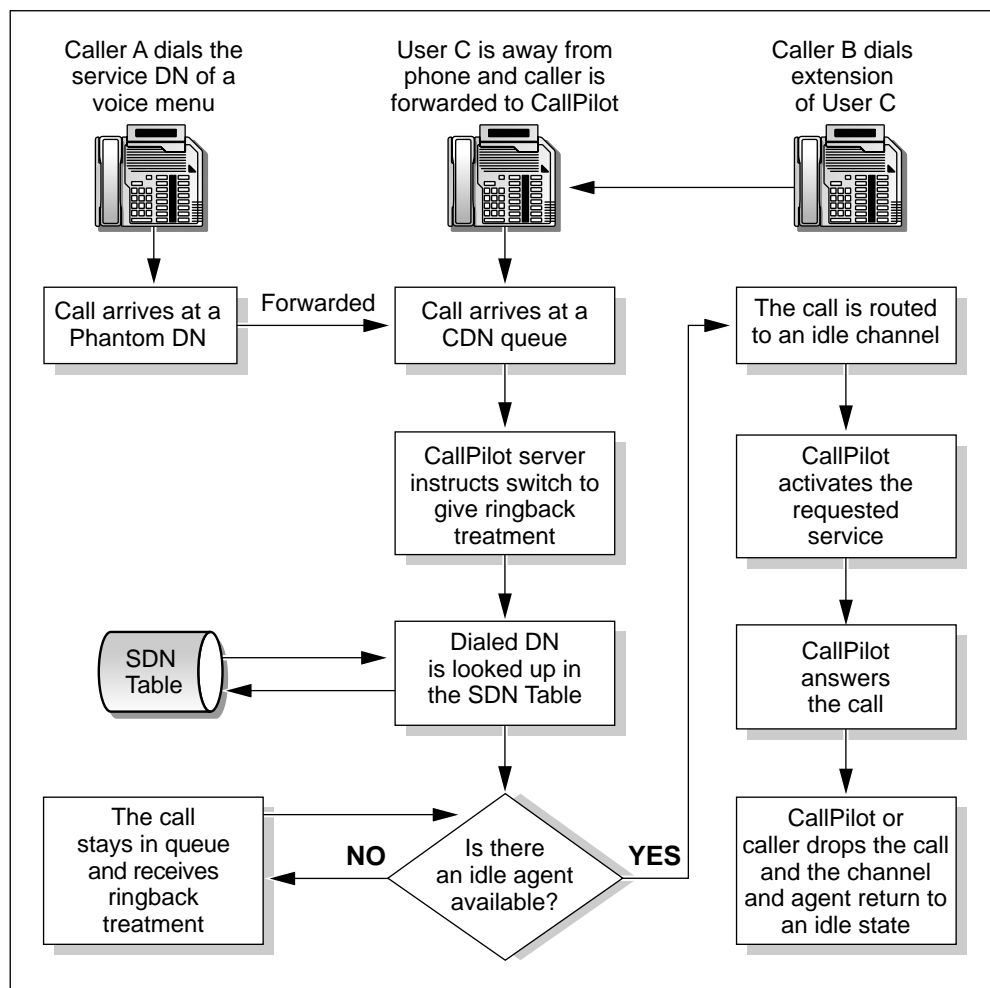 Caller A dials the
service DN of a
voice menu
User C is away from
phone and caller is
forwarded to CallPilot
Caller B dials
extension
of User C
Call arrives at a
Phantom DN
Forwarded
Call arrives at a
CDN queue
The call is routed
to an idle channel
CallPilot server
instructs switch to
give ringback
treatment
CallPilot
activates the
requested
service
SDN
Table
Dialed DN
is looked up in
the SDN Table
CallPilot
answers
the call
The call
stays in queue
and receives
ringback
treatment
NO
Is there
an idle agent
available?
YES
CallPilot or
caller drops the call
and the channel
and agent return to
an idle state